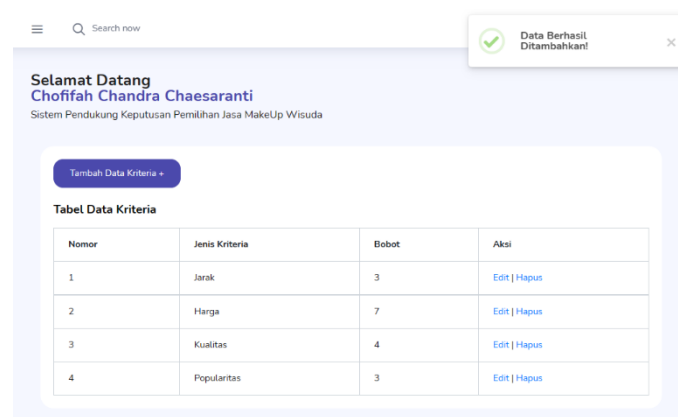 Search now
Data Berhasil
Ditambahkan!
Selamat Datang
Chofifah Chandra Chaesaranti
Sistem Pendukung Keputusan Pemilihan Jasa MakeUp Wisuda
Tambah Data Kriteria +
Tabel Data Kriteria
Nomor Jenis Kriteria Bobot Aksi
1 Jarak 3 Edit | Hapus
2 Harga 7 Edit | Hapus
3 Kualitas 4 Edit | Hapus
4 Popularitas 3 Edit | Hapus